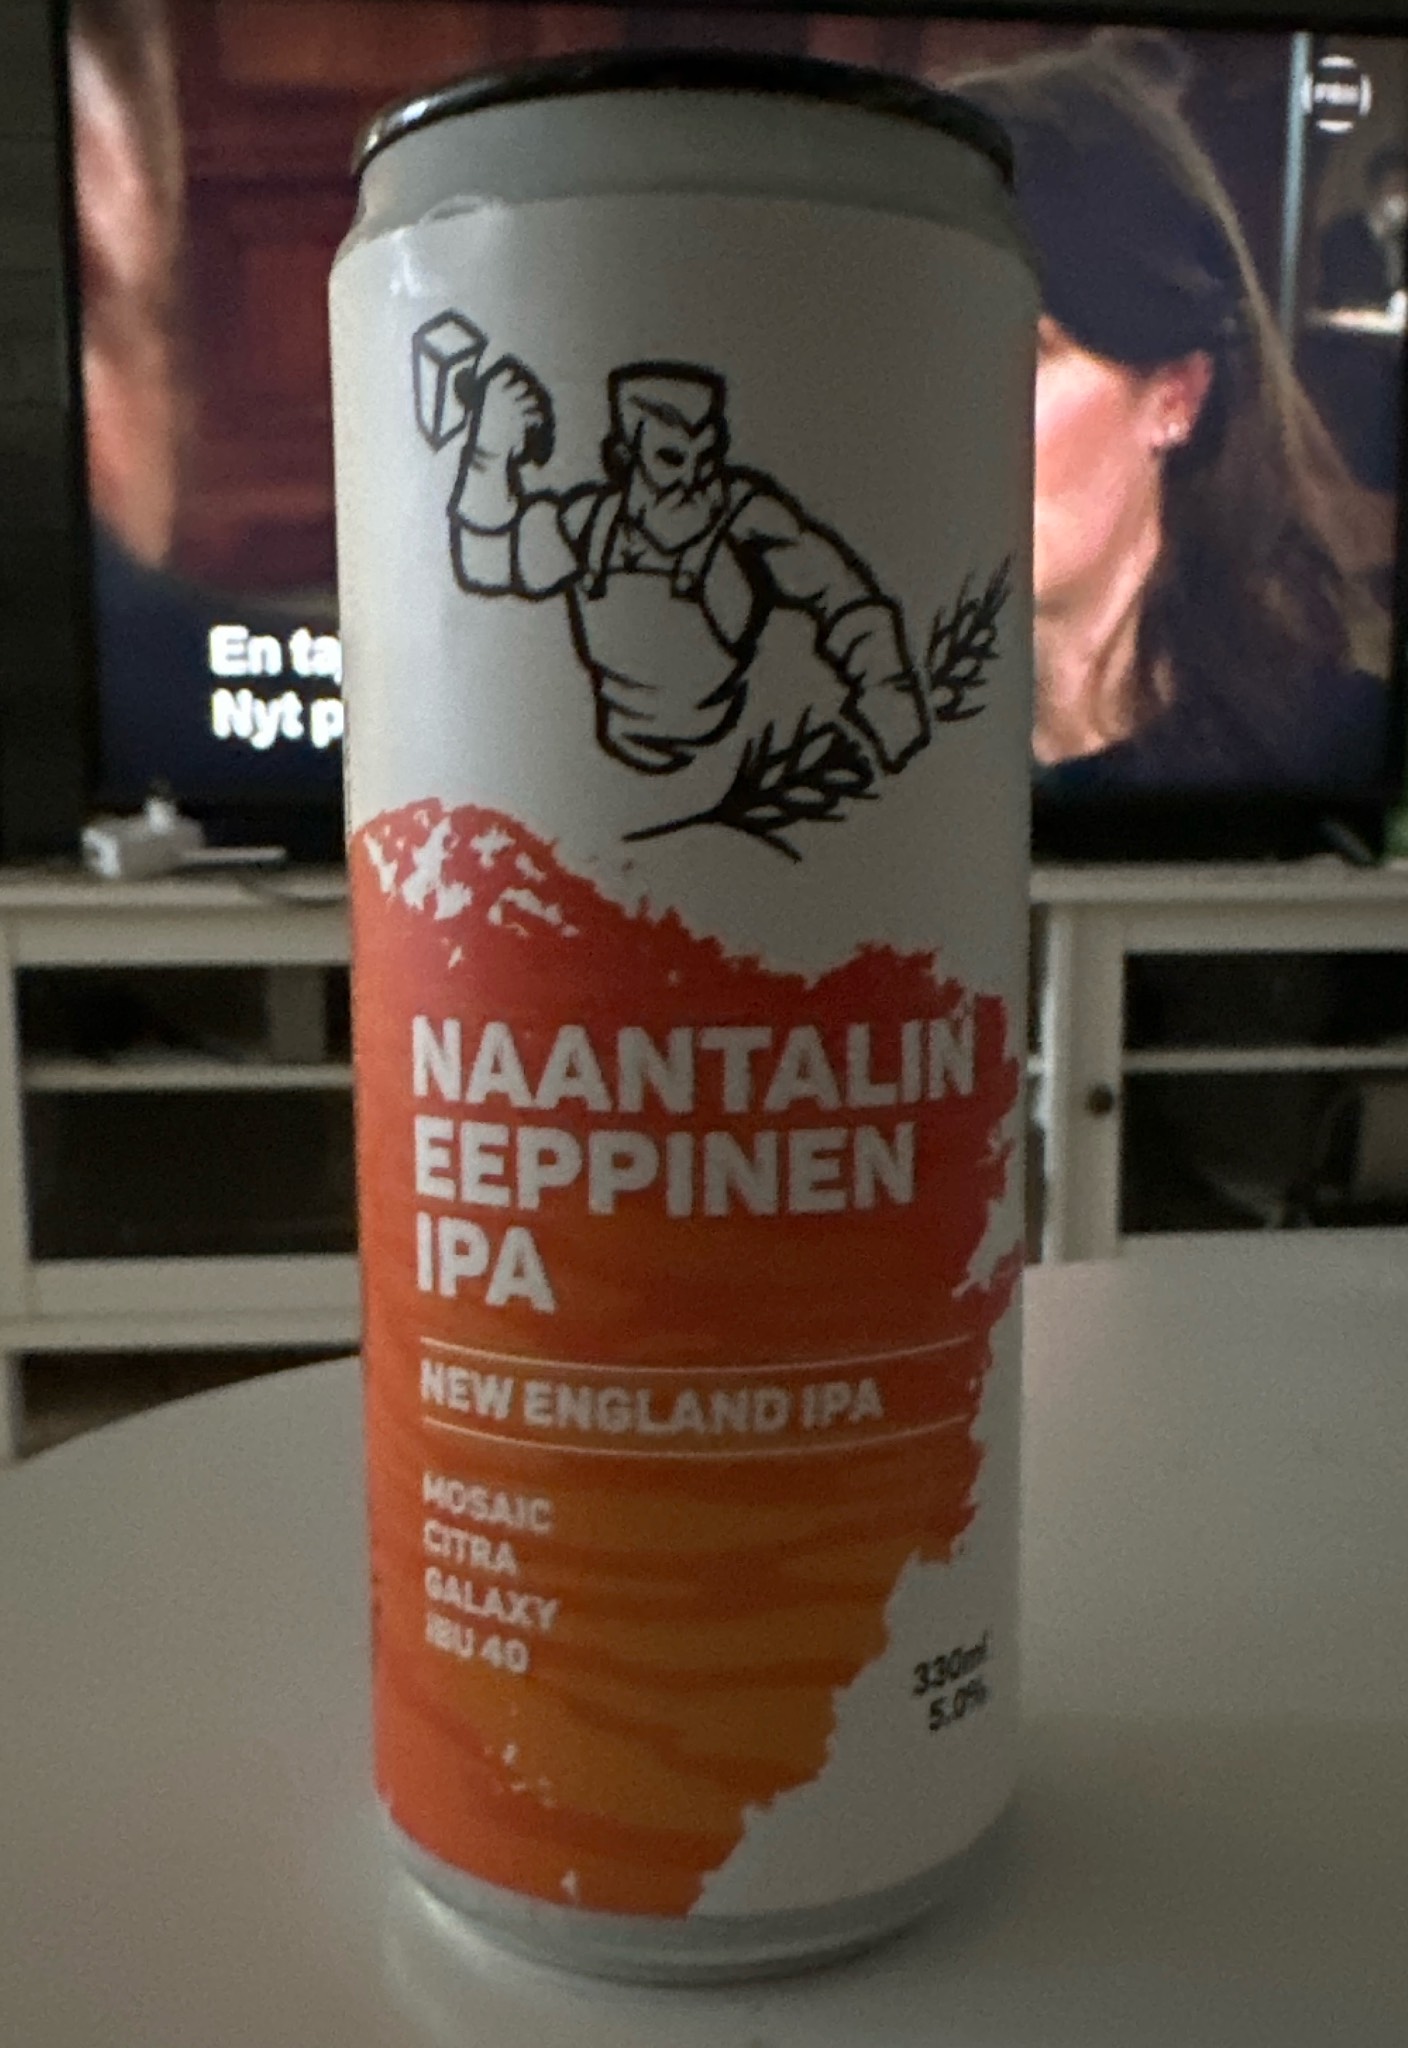 En ta
Nyt p
NAANTALIN
EEPPINEN
IPA
NEW ENGLAND IPA
MOSAIC
CITRA
GALAXY
IBU 40
330ml
5.0%